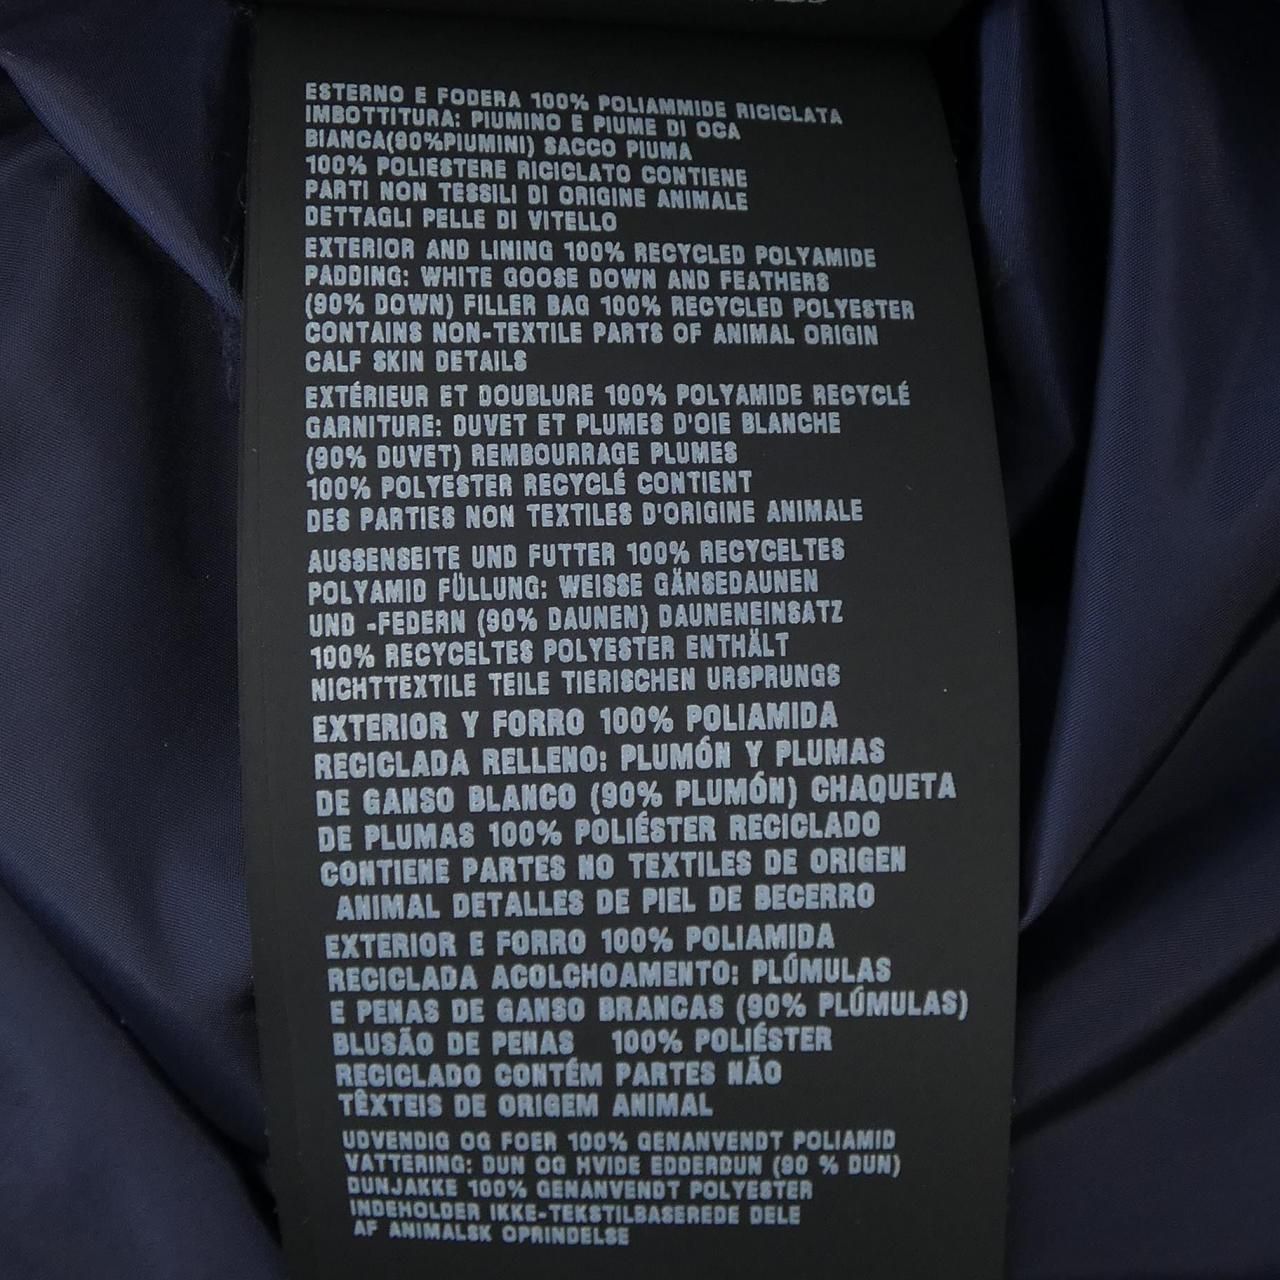 ESTERNO E FODERA 100% POLIAMMIDE RICICLATA
IMBOTTITURA: PIUMINO E PIUME DI OCA
BIANCA(90%PIUMINI) SACCO PIUMA
100% POLIESTERE RICICLATO CONTIENE
PARTI NON TESSILI DI ORIGINE ANIMALE
DETTAGLI PELLE DI VITELLO
EXTERIOR AND LINING 100% RECYCLED POLYAMIDE
PADDING: WHITE GOOSE DOWN AND FEATHERS
(90% DOWN) FILLER BAG 100% RECYCLED POLYESTER
CONTAINS NON-TEXTILE PARTS OF ANIMAL ORIGIN
CALF SKIN DETAILS
EXTÉRIEUR ET DOUBLURE 100% POLYAMIDE RECYCLÉ
GARNITURE: DUVET ET PLUMES D'OIE BLANCHE
(90% DUVET) REMBOURRAGE PLUMES
100% POLYESTER RECYCLÉ CONTIENT
DES PARTIES NON TEXTILES D'ORIGINE ANIMALE
AUSSENSEITE UND FUTTER 100% RECYCELTES
POLYAMID FÜLLUNG: WEISSE GÄNSEDAUNEN
UND -FEDERN (90% DAUNEN) DAUNENEINSATZ
100% RECYCELTES POLYESTER ENTHÄLT
NICHTTEXTILE TEILE TIERISCHEN URSPRUNGS
EXTERIOR Y FORRO 100% POLIAMIDA
RECICLADA RELLENO: PLUMÓN Y PLUMAS
DE GANSO BLANCO (90% PLUMÓN) CHAQUETA
DE PLUMAS 100% POLIÉSTER RECICLADO
CONTIENE PARTES NO TEXTILES DE ORIGEN
ANIMAL DETALLES DE PIEL DE BECERRO
EXTERIOR E FORRO 100% POLIAMIDA
RECICLADA ACOLCHOAMENTO: PLÚMULAS
E PENAS DE GANSO BRANCAS (90% PLÚMULAS)
BLUSÃO DE PENAS 100% POLIÉSTER
RECICLADO CONTÉM PARTES NÃO
TÊXTEIS DE ORIGEM ANIMAL
UDVENDIG OG FOER 100% GENANVENDT POLIAMID
VATTERING: DUN OG HVIDE EDDERDUN (90 % DUN)
DUNJAKKE 100% GENANVENDT POLYESTER
INDEHOLDER IKKE-TEKSTILBASEREDE DELE
AF ANIMALSK OPRINDELSE